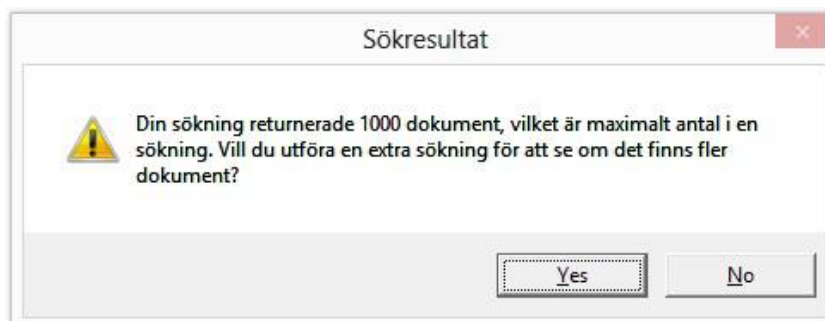 Sökresultat
Din sökning returnerade 1000 dokument, vilket är maximalt antal i en
sökning. Vill du utföra en extra sökning för att se om det finns fler
dokument?
Yes No